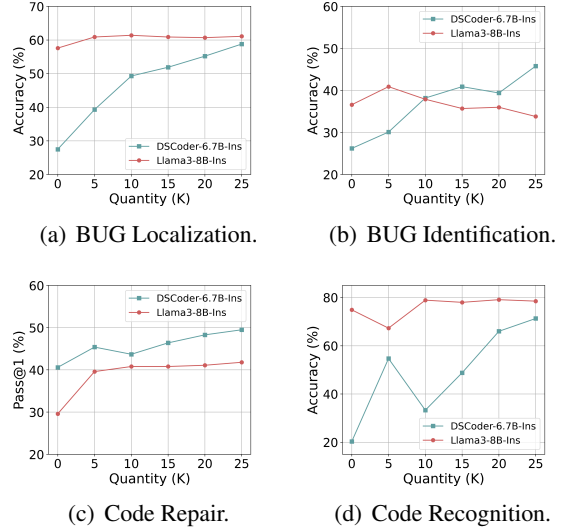 70
60
50
40
30
20
Accuracy (%)
DSCoder-6.7B-Ins
Llama3-8B-Ins
0 5 10 15 20 25
Quantity (K)
(a) BUG Localization.
60
50
40
30
20
Accuracy (%)
DSCoder-6.7B-Ins
Llama3-8B-Ins
0 5 10 15 20 25
Quantity (K)
(b) BUG Identification.
60
50
40
30
20
Pass@1 (%)
DSCoder-6.7B-Ins
Llama3-8B-Ins
0 5 10 15 20 25
Quantity (K)
(c) Code Repair.
80
60
40
20
Accuracy (%)
DSCoder-6.7B-Ins
Llama3-8B-Ins
0 5 10 15 20 25
Quantity (K)
(d) Code Recognition.